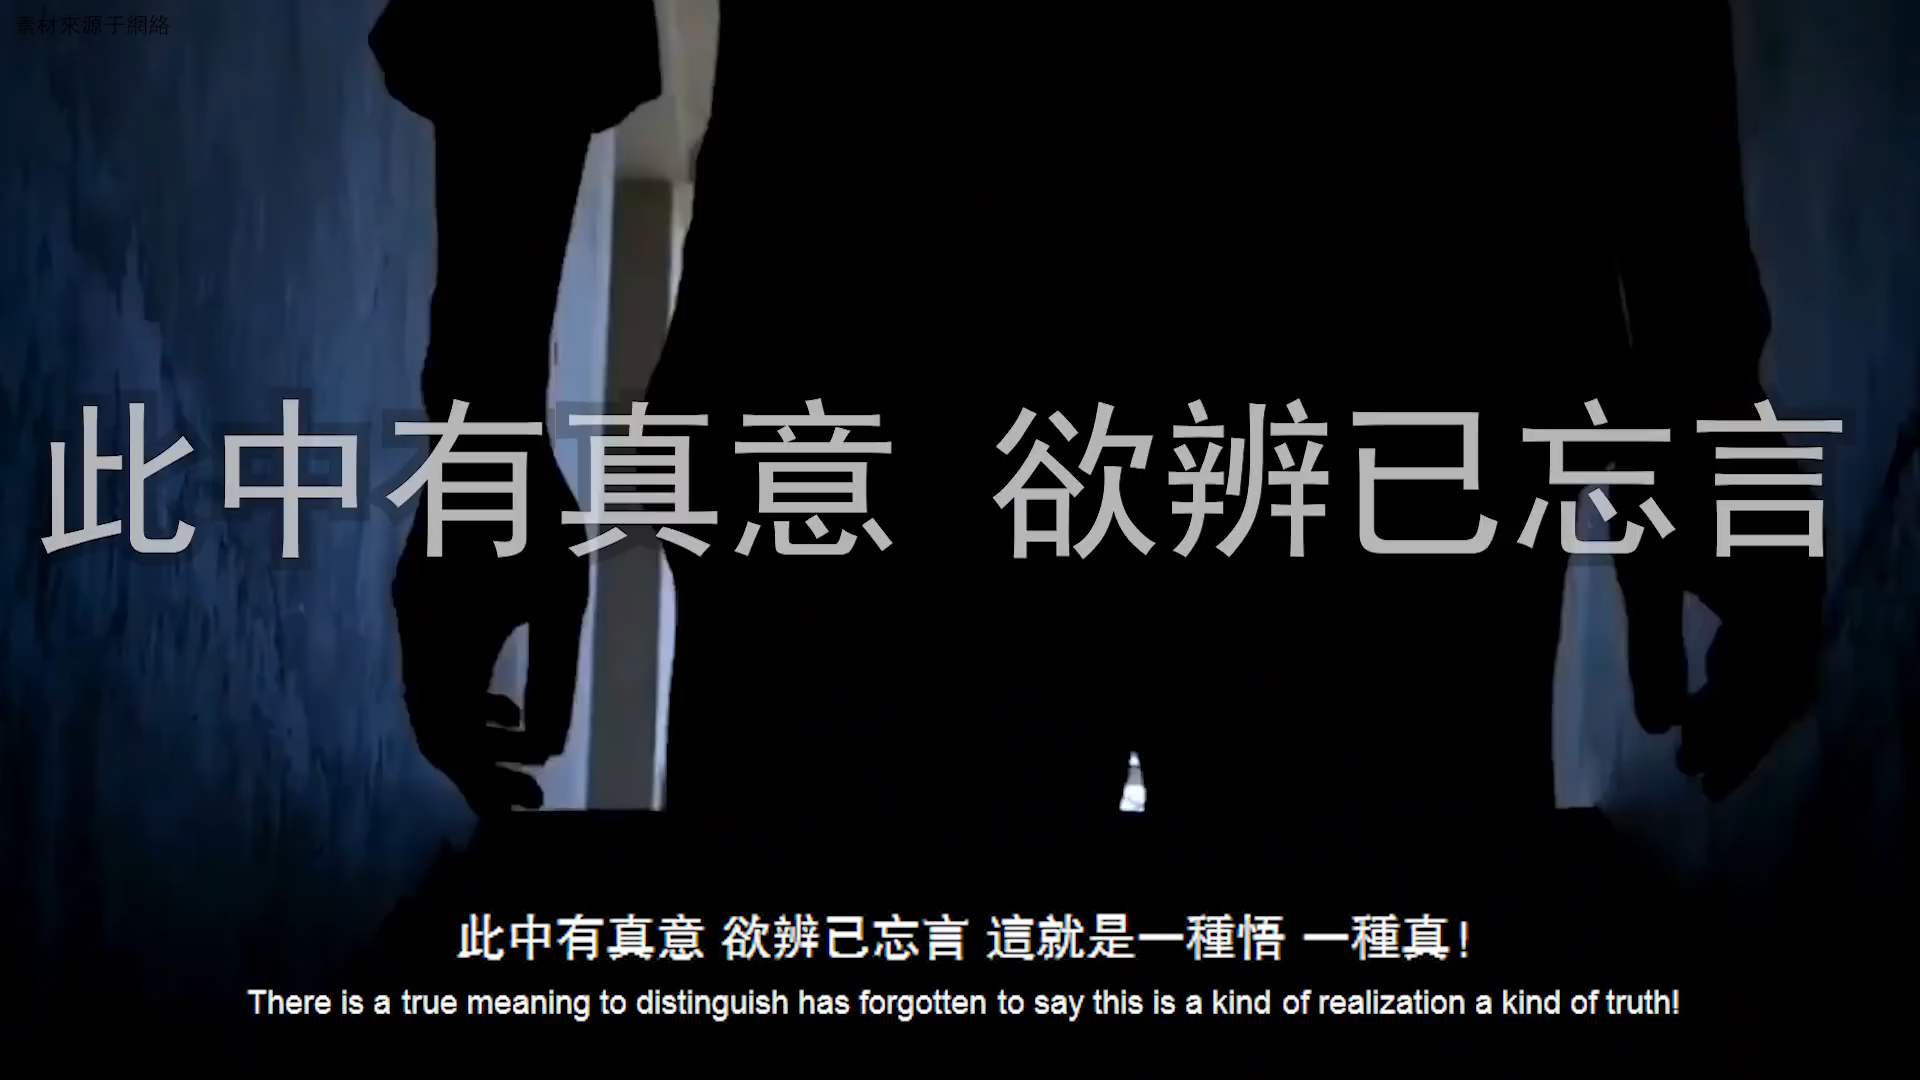 素材來源于網絡
此中有真意 欲辨已忘言
此中有真意 欲辨已忘言 這就是一種悟 一種真!
There is a true meaning to distinguish has forgotten to say this is a kind of realization a kind of truth!